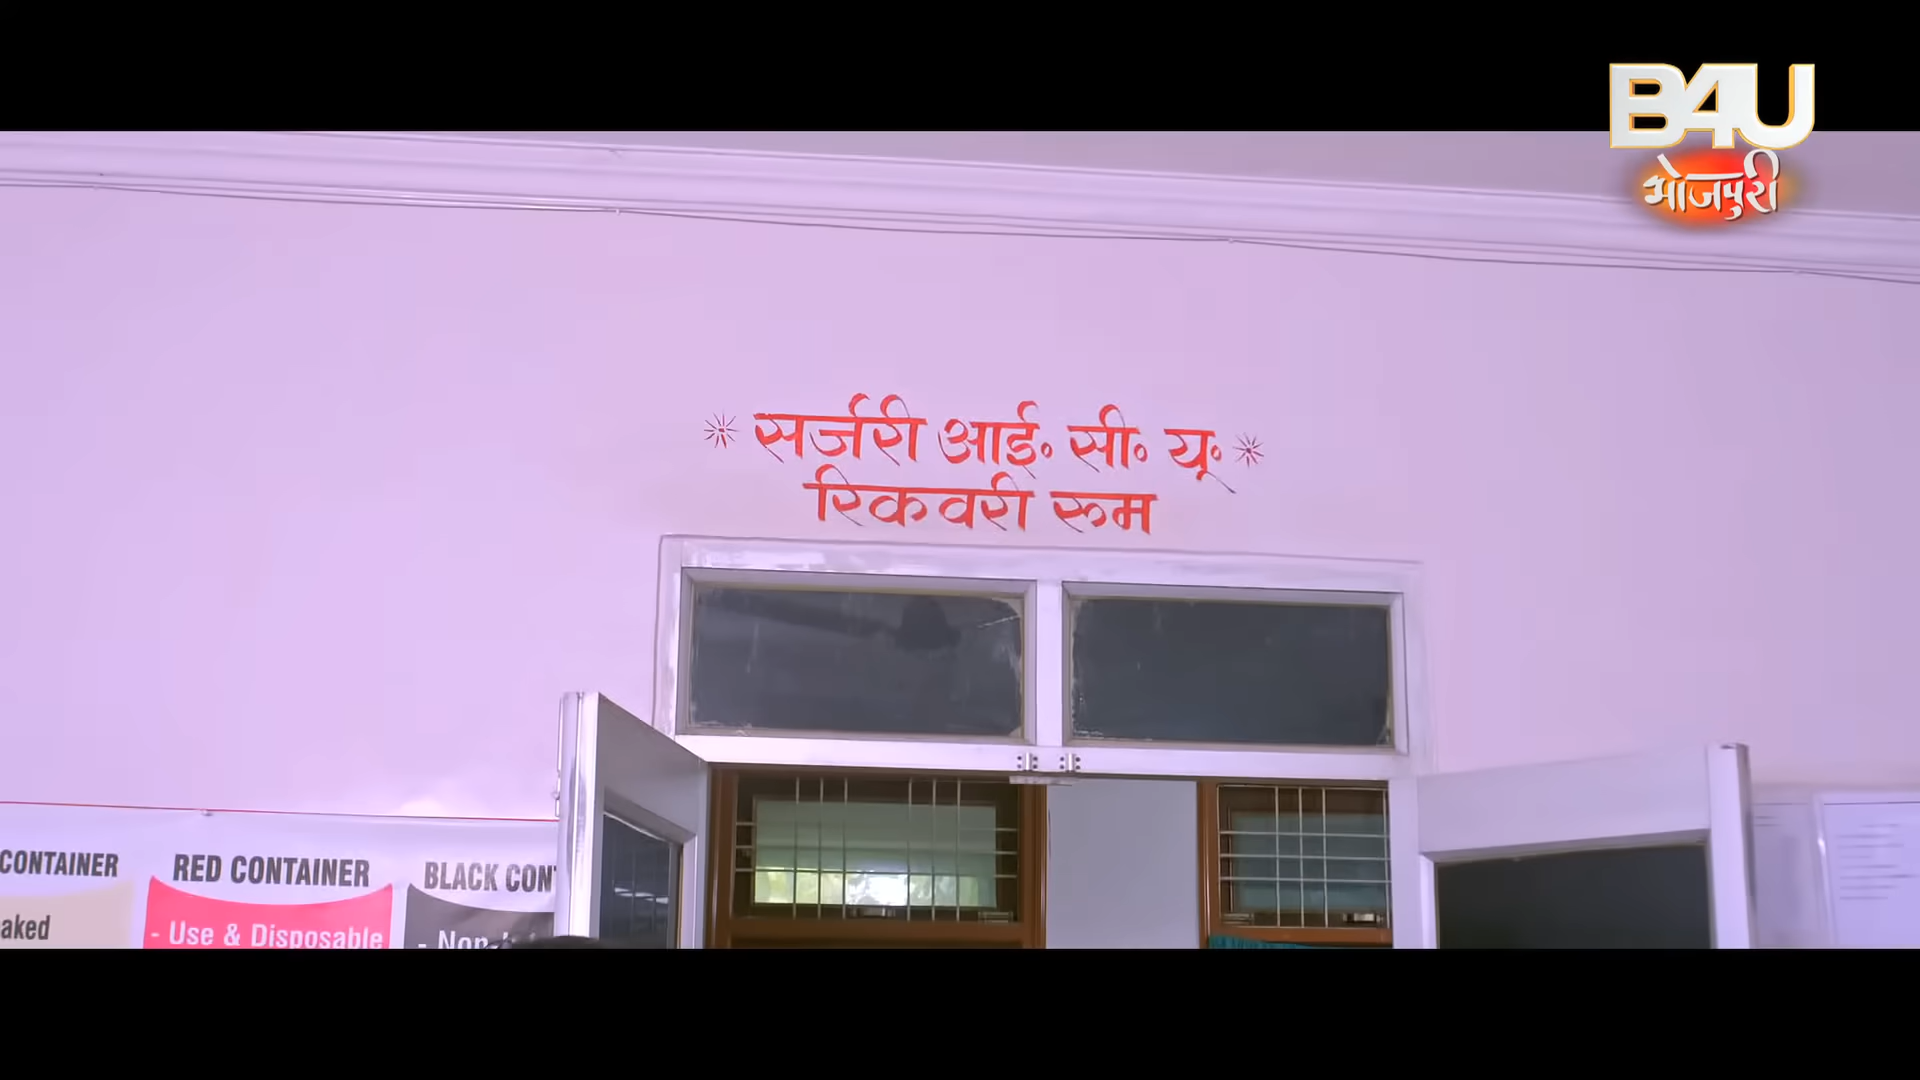 B4U
भोजपुरी
सर्जरी आई॰ सी॰ यू॰
रिकवरी रूम
CONTAINER
RED CONTAINER
BLACK CON
aked
- Use & Disposable